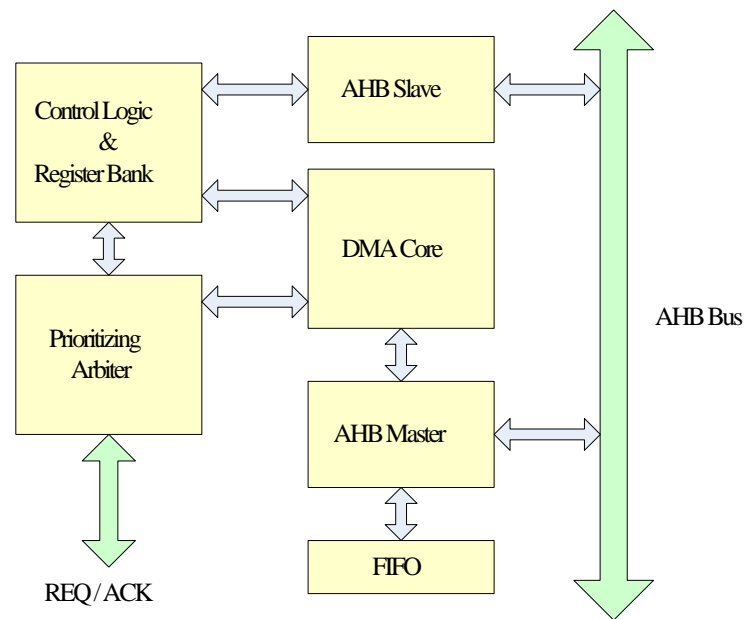 Control Logic
&
Register Bank
AHB Slave
DMA Core
Prioritizing
Arbiter
AHB Bus
AHB Master
FIFO
REQ / ACK